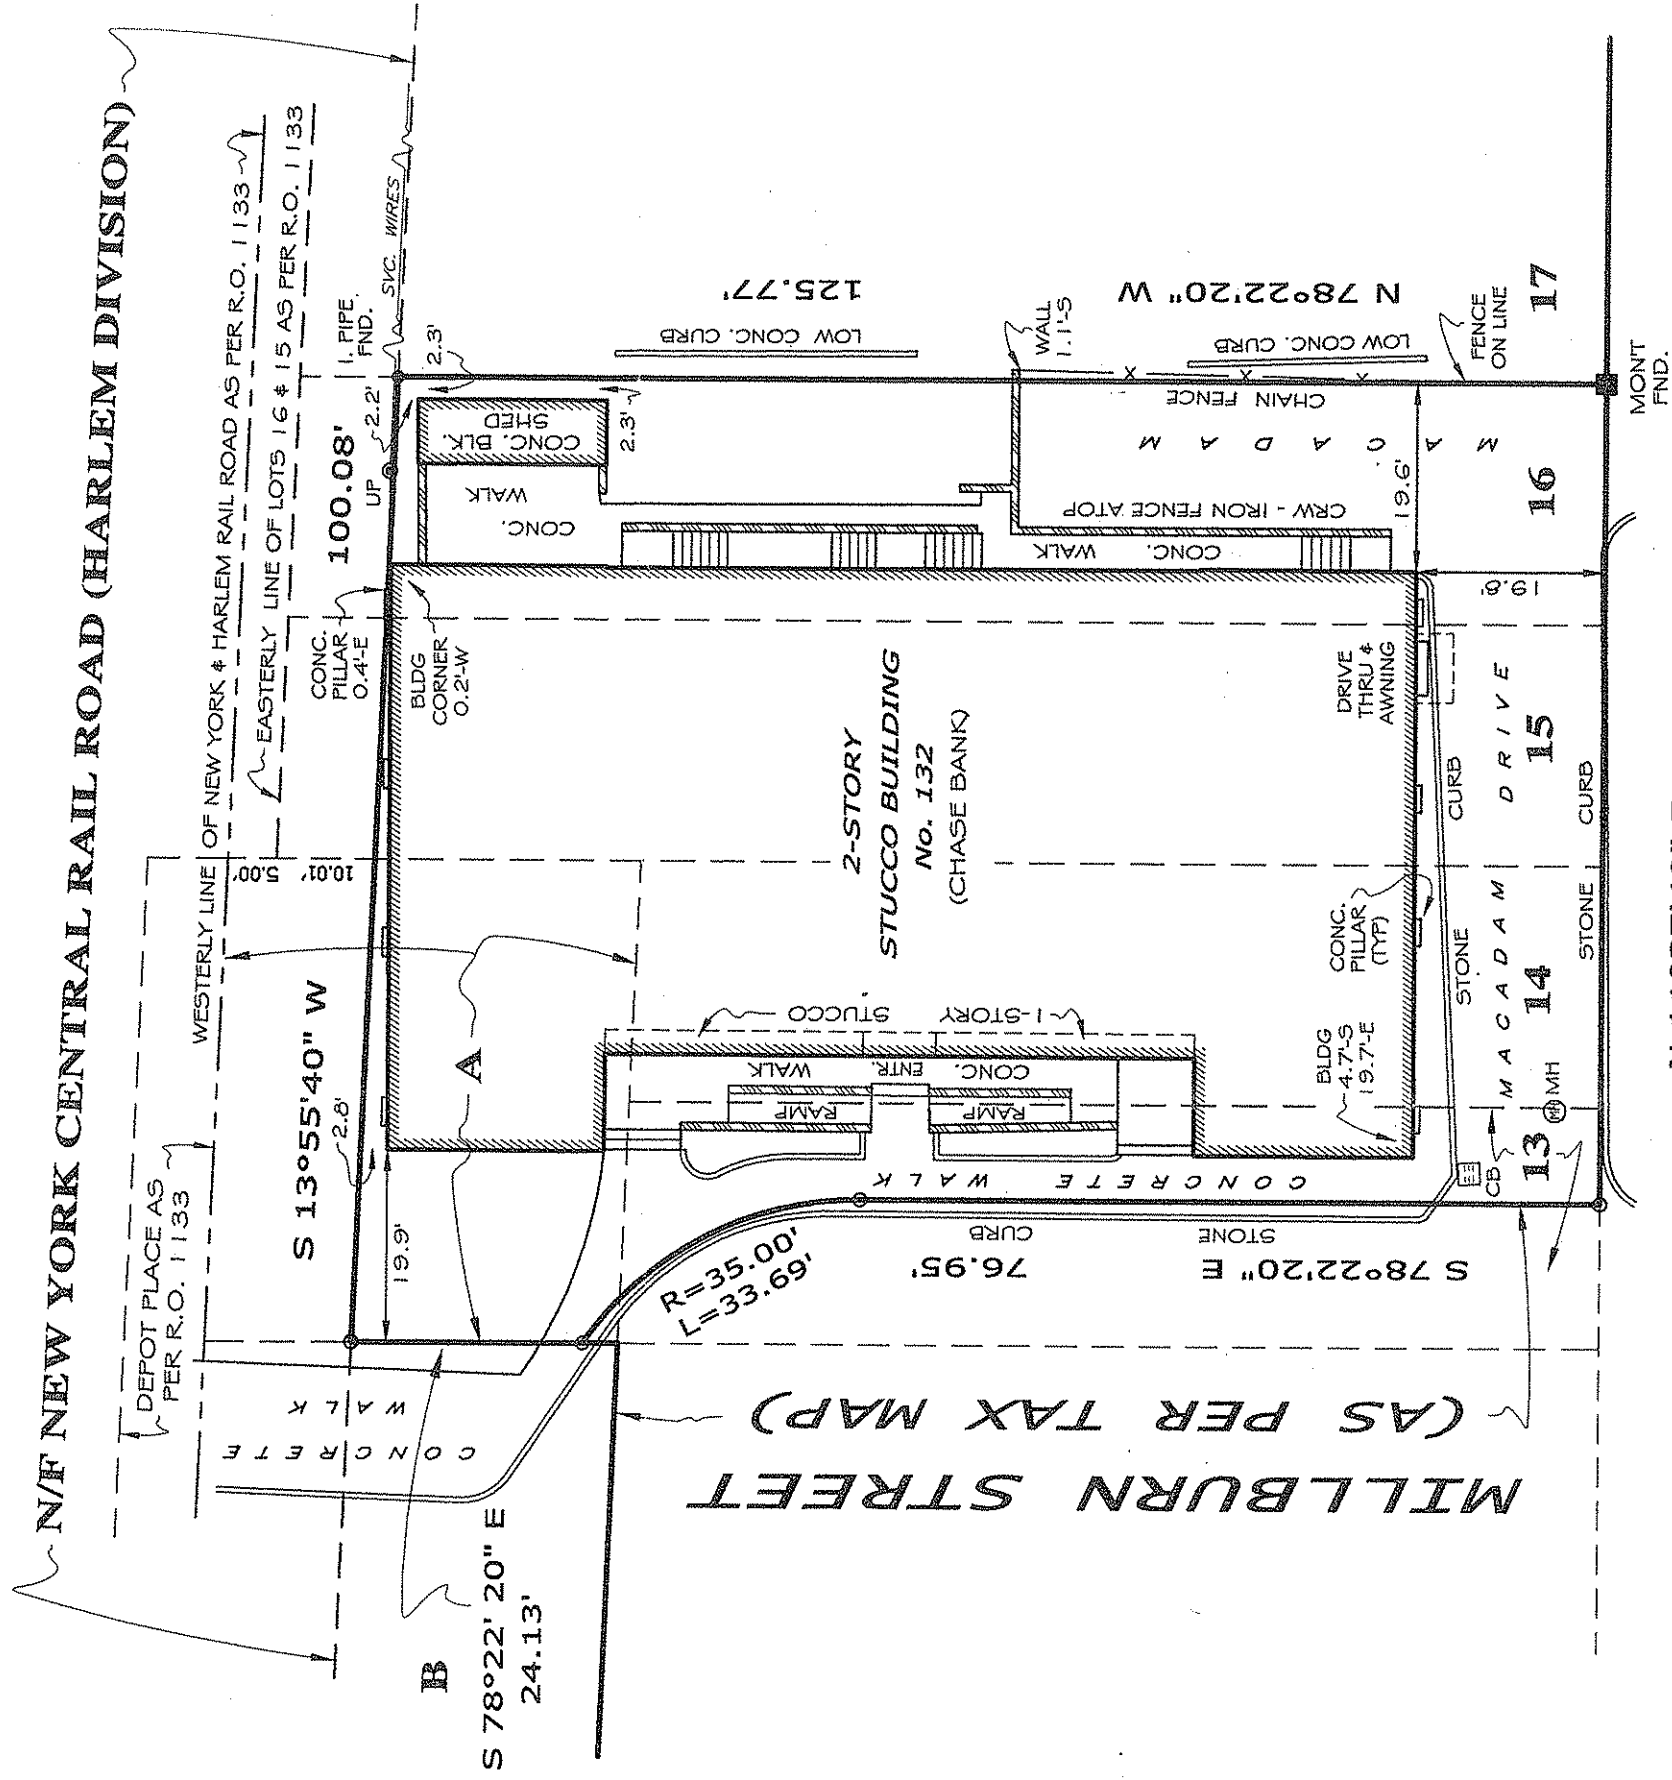 N/F NEW YORK CENTRAL RAIL ROAD (HARLEM DIVISION)
DEPOT PLACE AS
PER R.O. 1133
WESTERLY LINE OF NEW YORK & HARLEM RAIL ROAD AS PER R.O. 1133
EASTERLY LINE OF LOTS 16 & 15 AS PER R.O. 1133
5.00'
10.01'
S 13°55'40" W
100.08'
2.8'
19.9'
UP
2.2'
I. PIPE
FND.
SVC. WIRES
2.3'
2.3'
CONC.
PILLAR
0.4'-E
BLDG
CORNER
0.2'-W
CONC. BLK.
SHED
CONC.
WALK
LOW CONC. CURB
125.77'
N 78°22'20" W
WALL
1.1'-S
LOW CONC. CURB
FENCE
ON LINE
CHAIN FENCE
MACADAM
CRW - IRON FENCE ATOP
CONC. WALK
19.6'
19.8'
17
16
MON'T
FND.
A
2-STORY
STUCCO BUILDING
No. 132
(CHASE BANK)
DRIVE
THRU &
AWNING
CONC.
PILLAR
(TYP)
1-STORY STUCCO
CONC. WALK
ENTR.
RAMP
RAMP
BLDG
4.7'-S
19.7'-E
CURB
STONE
MACADAM DRIVE
15
14
13
MH
MH
CB
STONE CURB
CONCRETE WALK
STONE CURB
R=35.00'
L=33.69'
76.95'
S 78°22'20" E
CONCRETE
WALK
B
S 78°22' 20" E
24.13'
MILLBURN STREET
(AS PER TAX MAP)